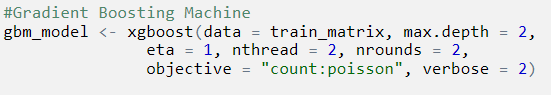 #Gradient Boosting Machine
gbm_model <- xgboost(data = train_matrix, max.depth = 2,
eta = 1, nthread = 2, nrounds = 2,
objective = "count:poisson", verbose = 2)